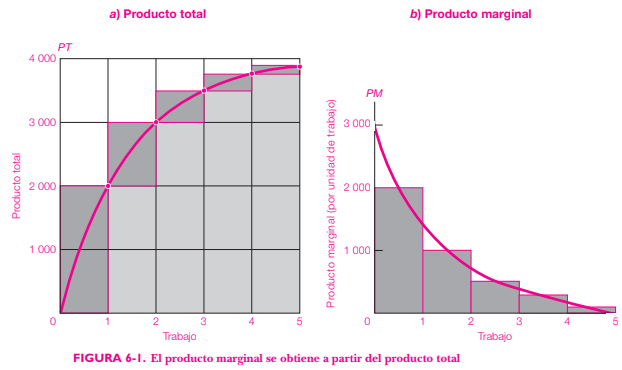 a) Producto total
PT
4 000
3 000
2 000
1 000
0
1
2
3
4
5
Producto total
Trabajo
b) Producto marginal
PM
3 000
2 000
1 000
0
1
2
3
4
5
Producto marginal (por unidad de trabajo)
Trabajo
FIGURA 6-1. El producto marginal se obtiene a partir del producto total